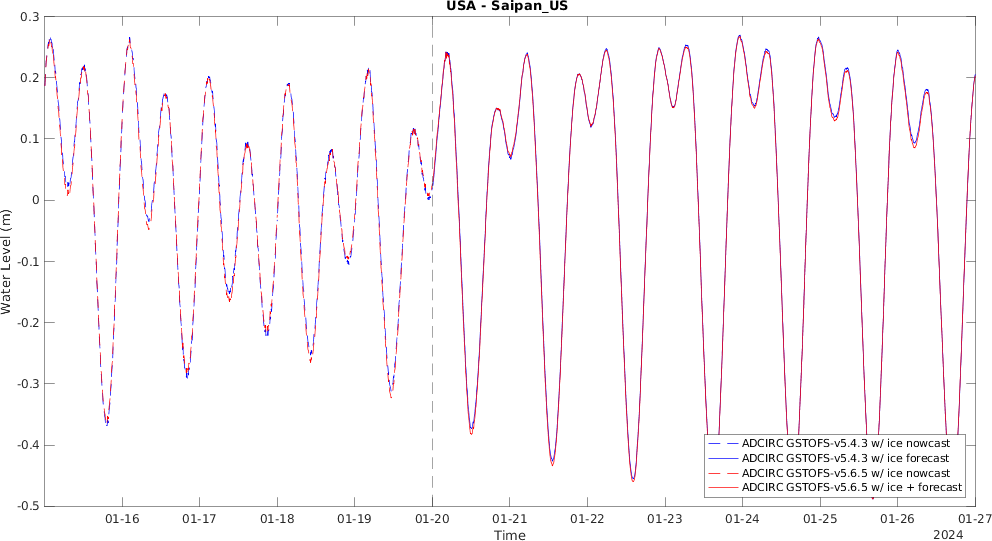 USA - Saipan_US
0.3
0.2
0.1
0
-0.1
-0.2
-0.3
-0.4
-0.5
Water Level (m)
ADCIRC GSTOFS-v5.4.3 w/ ice nowcast
ADCIRC GSTOFS-v5.4.3 w/ ice forecast
ADCIRC GSTOFS-v5.6.5 w/ ice nowcast
ADCIRC GSTOFS-v5.6.5 w/ ice + forecast
01-16 01-17 01-18 01-19 01-20 01-21 01-22 01-23 01-24 01-25 01-26 01-27
Time
2024